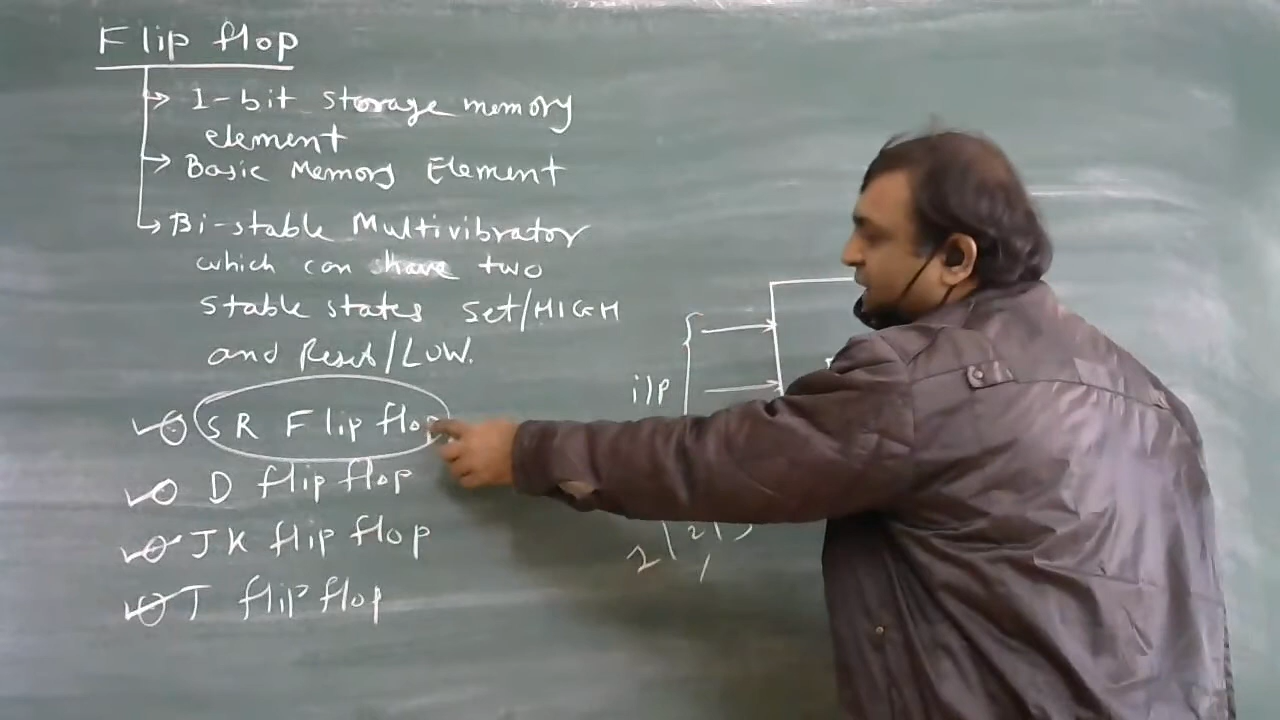 Flip flop
1-bit storage memory
element
Basic Memory Element
Bi-stable Multivibrator
which can have two
stable states set/HIGH
and Reset/LOW.
SR Flip flop
D flip flop
JK flip flop
T flip flop
i/p